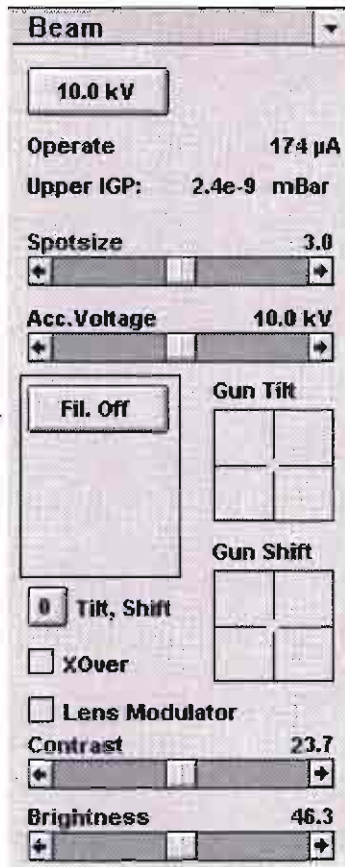 Beam
10.0 kV
Operate 174 µA
Upper IGP: 2.4e-9 mBar
Spotsize 3.0
Acc.Voltage 10.0 kV
Fil. Off
Gun Tilt
Gun Shift
0 Tilt, Shift
XOver
Lens Modulator
Contrast 23.7
Brightness 46.3